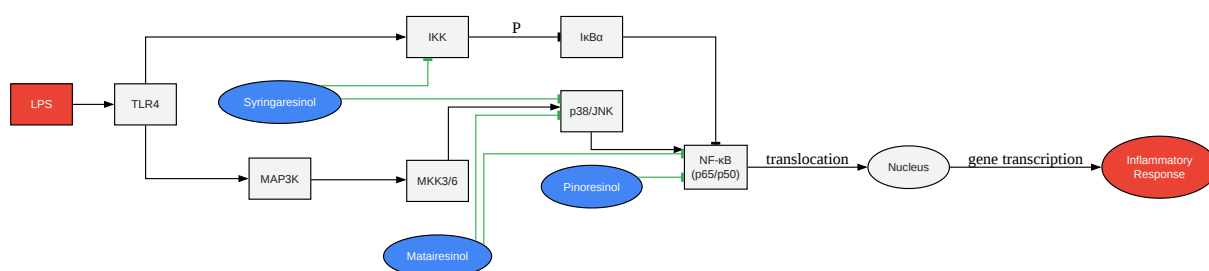 P
IKK
IκBα
LPS
TLR4
Syringaresinol
p38/JNK
MAP3K
MKK3/6
NF-κB
(p65/p50)
translocation
Nucleus
gene transcription
Inflammatory
Response
Pinoresinol
Matairesinol